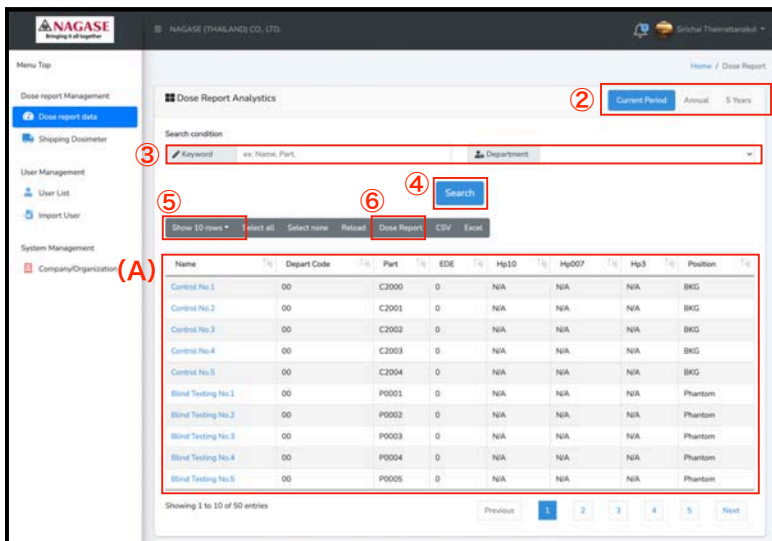 NAGASE
Bringing it all together
NAGASE (THAILAND) CO., LTD.
Sirichai Theinrattanakul
Menu Top
Home / Dose Report
Dose report Management
Dose Report Analystics
②
Current Period Annual 5 Years
Dose report data
Shipping Dosimeter
Search condition
③
Keyword ex: Name, Part. Department
User Management
④
Search
User List
⑤
⑥
Import User
Show 10 rows Select all Select none Reload Dose Report CSV Excel
System Management
Company/Organization
(A)
Name Depart Code Part EDE Hp10 Hp007 Hp3 Position
Control No.1 00 C2000 0 N/A N/A N/A BKG
Control No.2 00 C2001 0 N/A N/A N/A BKG
Control No.3 00 C2002 0 N/A N/A N/A BKG
Control No.4 00 C2003 0 N/A N/A N/A BKG
Control No.5 00 C2004 0 N/A N/A N/A BKG
Blind Testing No.1 00 P0001 0 N/A N/A N/A Phantom
Blind Testing No.2 00 P0002 0 N/A N/A N/A Phantom
Blind Testing No.3 00 P0003 0 N/A N/A N/A Phantom
Blind Testing No.4 00 P0004 0 N/A N/A N/A Phantom
Blind Testing No.5 00 P0005 0 N/A N/A N/A Phantom
Showing 1 to 10 of 50 entries
Previous 1 2 3 4 5 Next